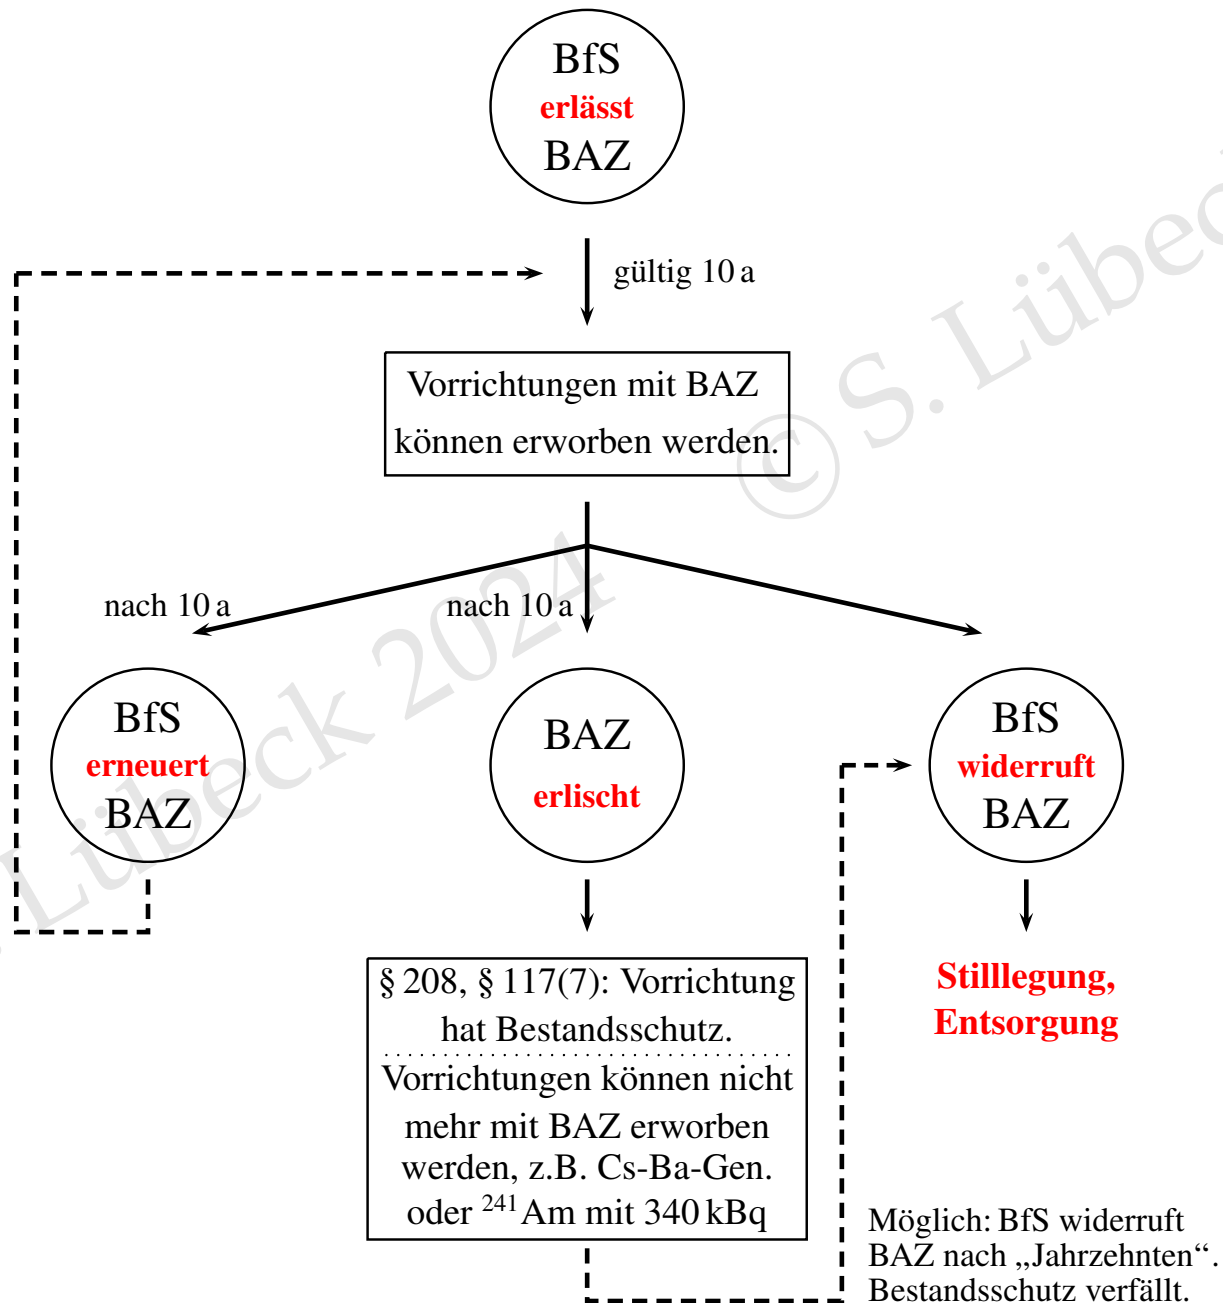 BfS
erlässt
BAZ
gültig 10 a
Vorrichtungen mit BAZ
können erworben werden.
nach 10 a
nach 10 a
BfS
erneuert
BAZ
BAZ
erlischt
BfS
widerruft
BAZ
§ 208, § 117(7): Vorrichtung
hat Bestandsschutz.
Vorrichtungen können nicht
mehr mit BAZ erworben
werden, z.B. Cs-Ba-Gen.
oder ²⁴¹Am mit 340 kBq
Stilllegung,
Entsorgung
Möglich: BfS widerruft
BAZ nach „Jahrzehnten“.
Bestandsschutz verfällt.
© S. Lübeck
Lübeck 2024